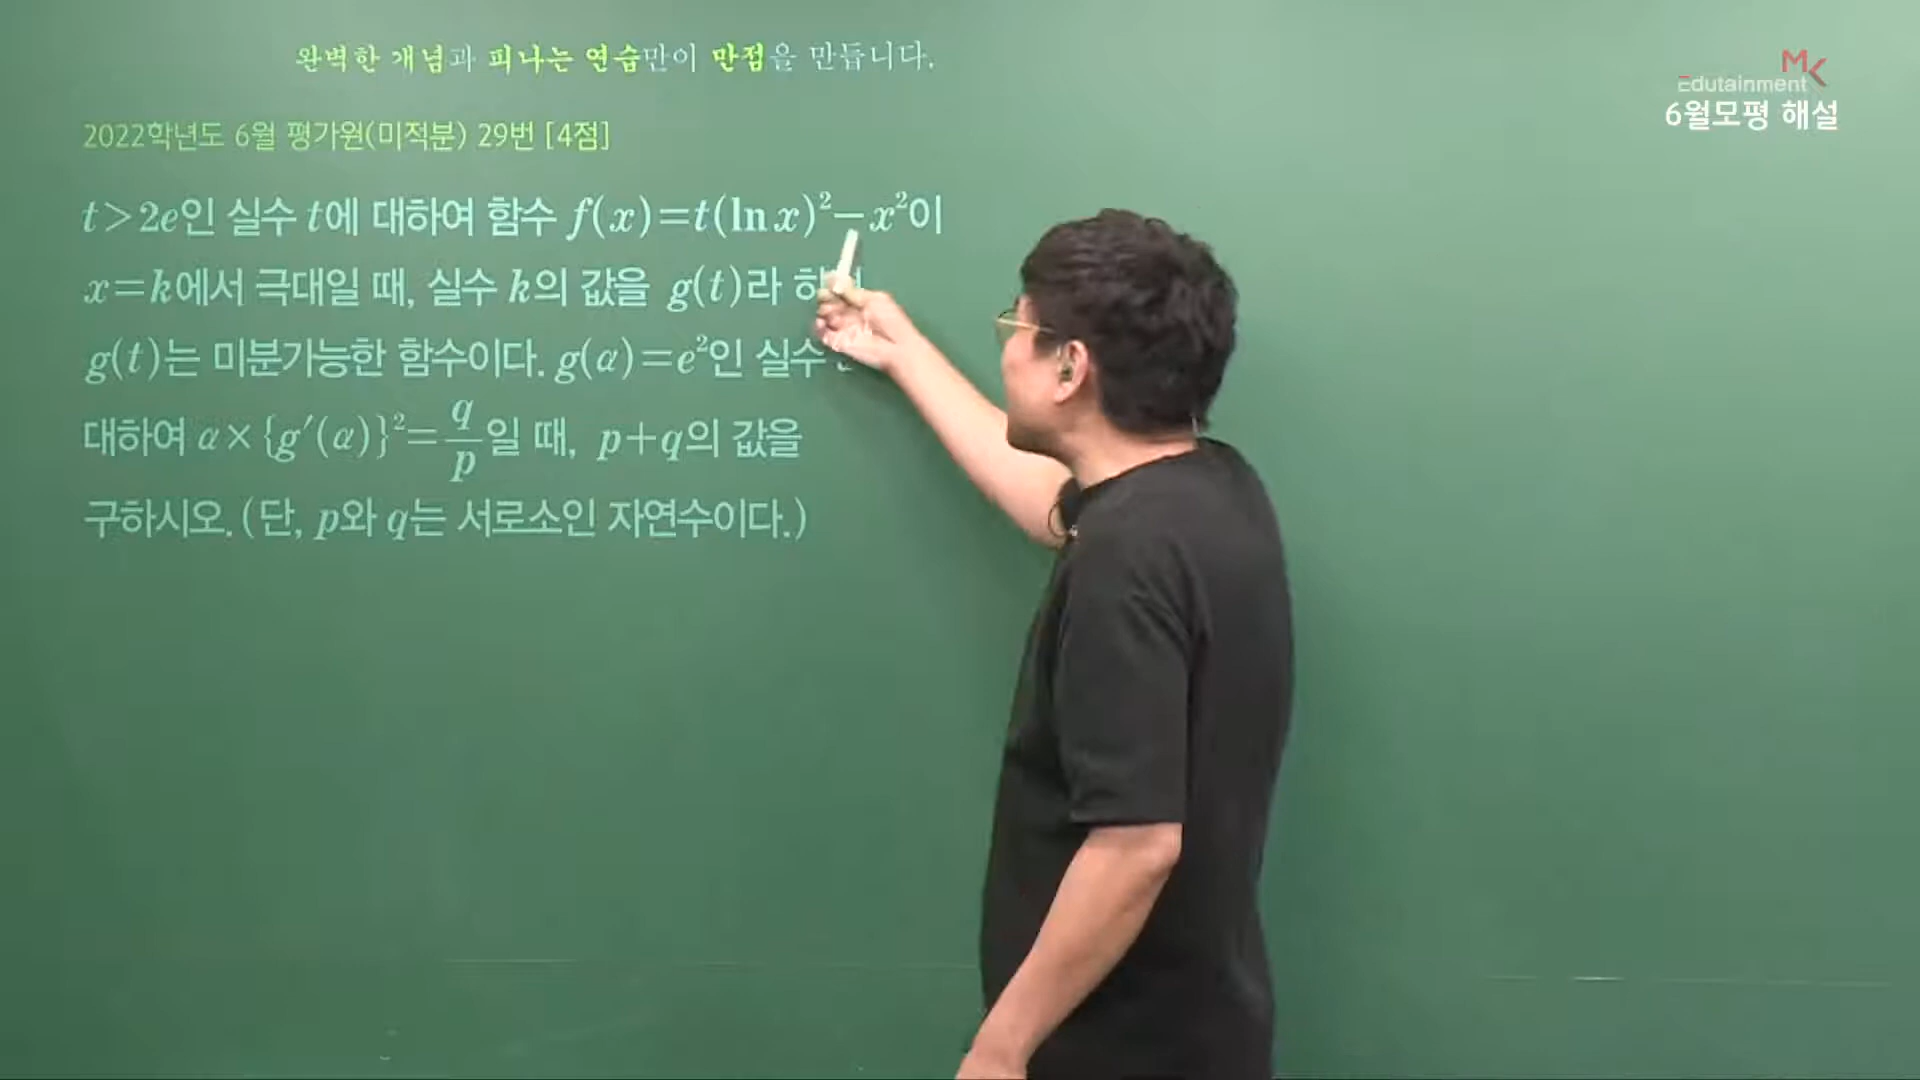 완벽한 개념과 피나는 연습만이 만점을 만듭니다.
MK
Edutainment
6월모평 해설
2022학년도 6월 평가원(미적분) 29번 [4점]
t>2e인 실수 t에 대하여 함수 f(x)=t(ln x)²−x²이
x=k에서 극대일 때, 실수 k의 값을 g(t)라 하
g(t)는 미분가능한 함수이다. g(α)=e²인 실수
대하여 α×{g′(α)}²=q/p일 때, p+q의 값을
구하시오. (단, p와 q는 서로소인 자연수이다.)